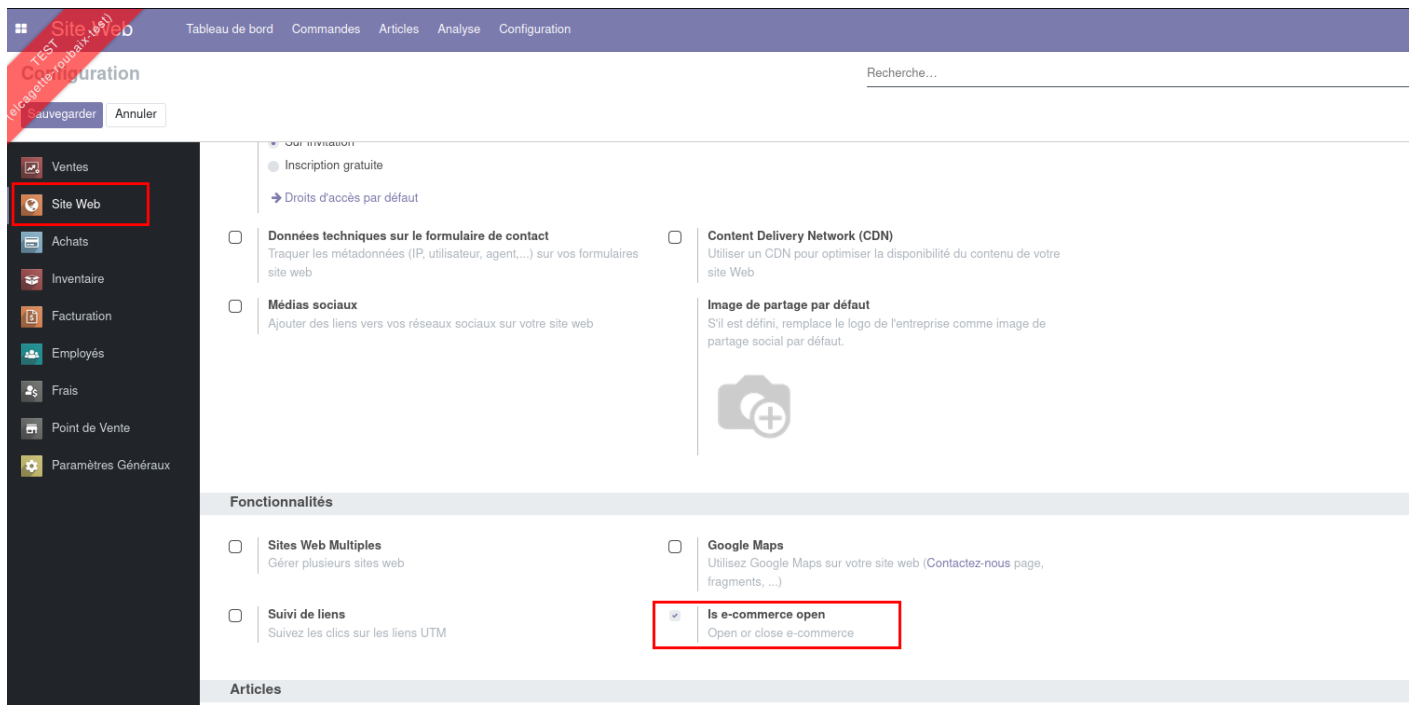 Site Web
Tableau de bord Commandes Articles Analyse Configuration
TEST
(elcagette-roubaix-test)
Configuration
Recherche…
Sauvegarder Annuler
Sur invitation
Inscription gratuite
Droits d'accès par défaut
Ventes
Site Web
Achats
Inventaire
Facturation
Employés
Frais
Point de Vente
Paramètres Généraux
Données techniques sur le formulaire de contact
Traquer les métadonnées (IP, utilisateur, agent,...) sur vos formulaires
site web
Content Delivery Network (CDN)
Utiliser un CDN pour optimiser la disponibilité du contenu de votre
site Web
Médias sociaux
Ajouter des liens vers vos réseaux sociaux sur votre site web
Image de partage par défaut
S'il est défini, remplace le logo de l'entreprise comme image de
partage social par défaut.
Fonctionnalités
Sites Web Multiples
Gérer plusieurs sites web
Google Maps
Utilisez Google Maps sur votre site web (Contactez-nous page,
fragments, ...)
Suivi de liens
Suivez les clics sur les liens UTM
Is e-commerce open
Open or close e-commerce
Articles